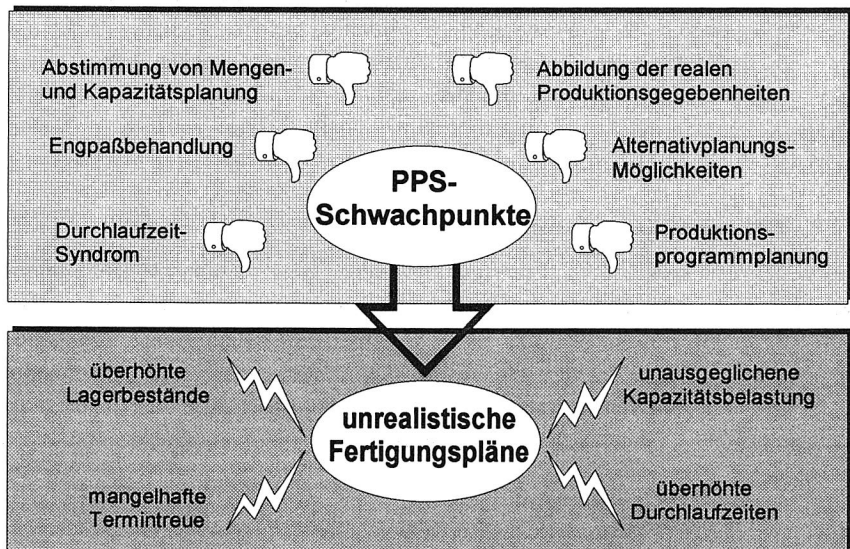 Abstimmung von Mengen-
und Kapazitätsplanung
Abbildung der realen
Produktionsgegebenheiten
Engpaßbehandlung
Alternativplanungs-
Möglichkeiten
PPS-
Schwachpunkte
Durchlaufzeit-
Syndrom
Produktions-
programmplanung
überhöhte
Lagerbestände
unausgeglichene
Kapazitätsbelastung
unrealistische
Fertigungspläne
mangelhafte
Termintreue
überhöhte
Durchlaufzeiten